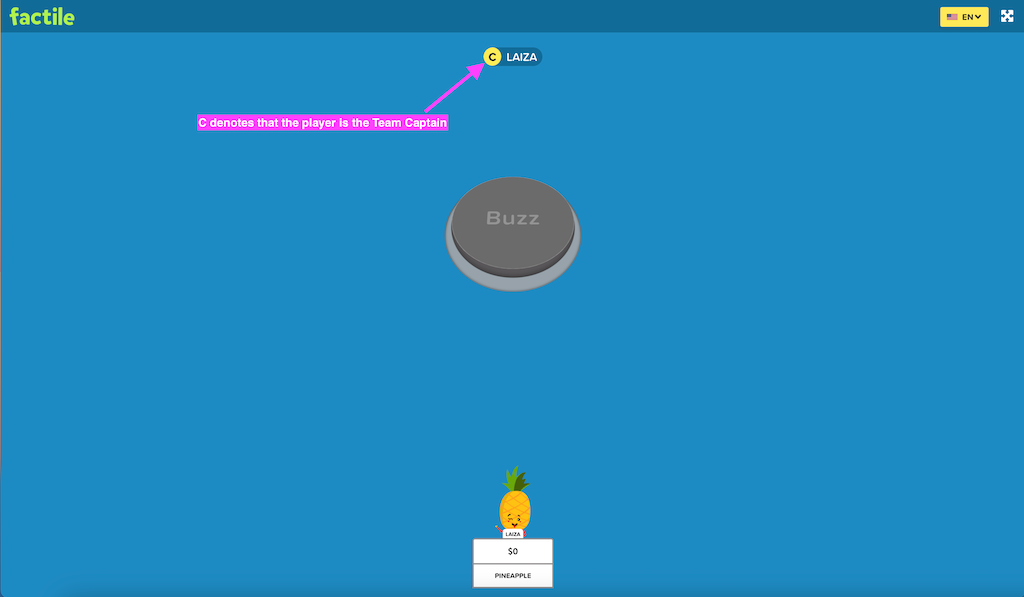 factile
EN
C LAIZA
C denotes that the player is the Team Captain
Buzz
LAIZA
$0
PINEAPPLE